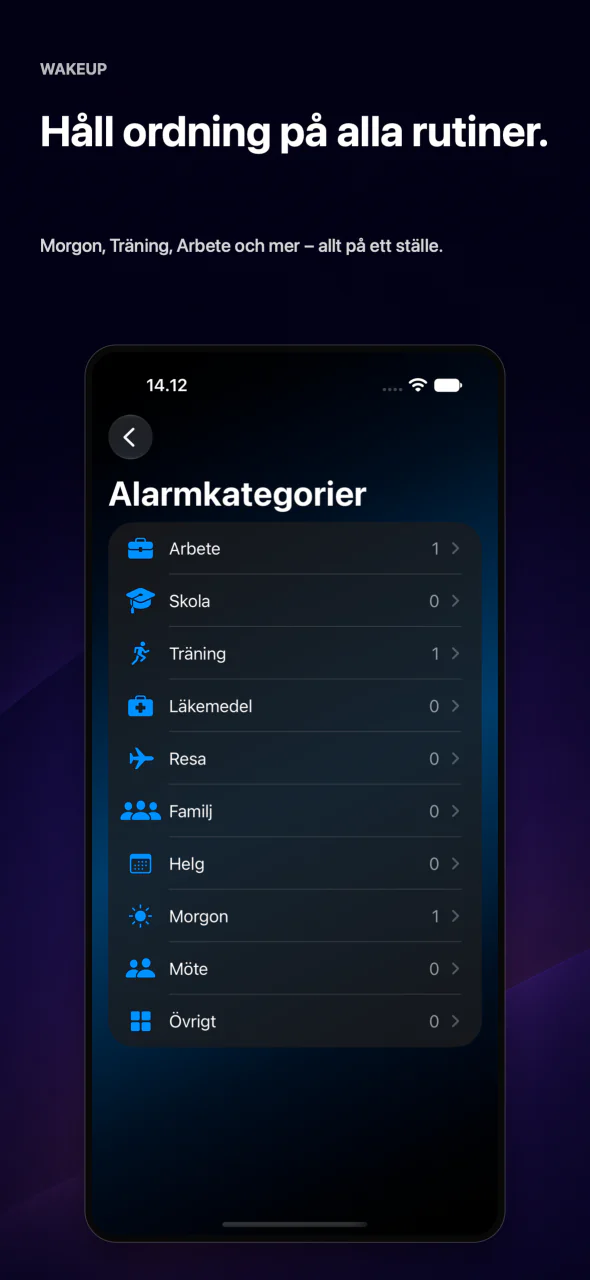 WAKEUP
Håll ordning på alla rutiner.
Morgon, Träning, Arbete och mer – allt på ett ställe.
14.12
Alarmkategorier
Arbete 1
Skola 0
Träning 1
Läkemedel 0
Resa 0
Familj 0
Helg 0
Morgon 1
Möte 0
Övrigt 0